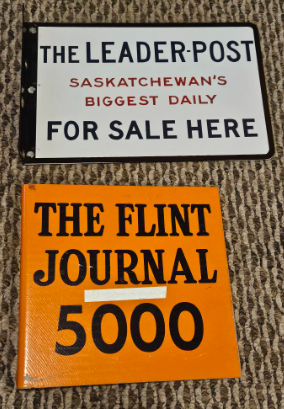 THE LEADER-POST
SASKATCHEWAN'S
BIGGEST DAILY
FOR SALE HERE
THE FLINT
JOURNAL
5000